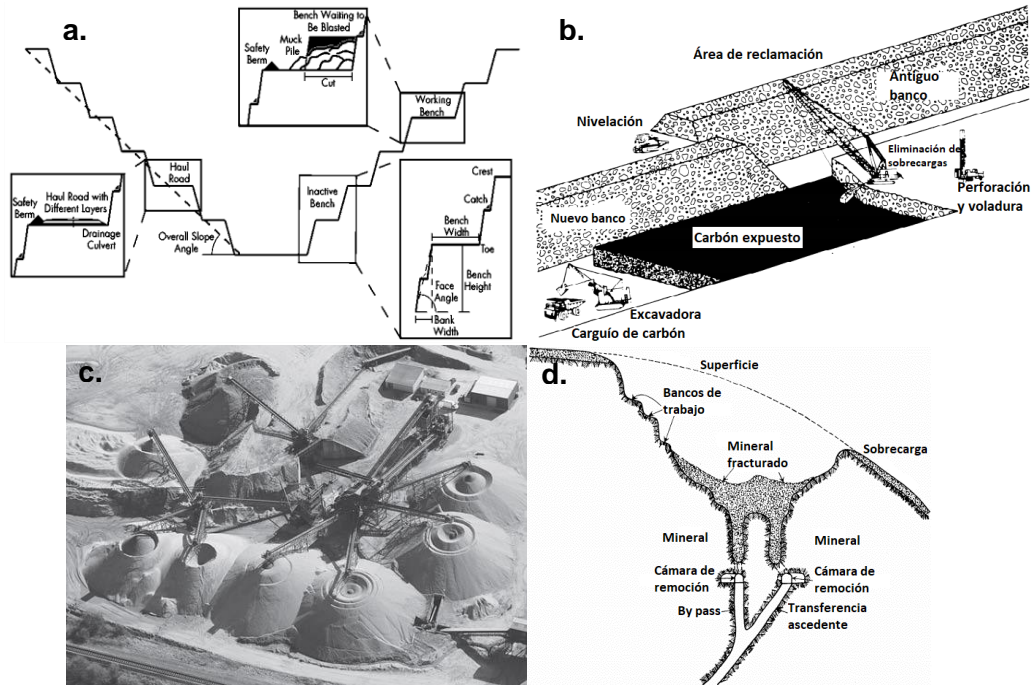 a.
Bench Waiting to
Be Blasted
Muck
Pile
Safety
Berm
Cut
Working
Bench
Haul
Road
Safety
Berm
Haul Road with
Different Layers
Drainage
Culvert
Overall Slope
Angle
Inactive
Bench
Crest
Catch
Bench
Width
Toe
Face
Angle
Bench
Height
Bank
Width
b.
Área de reclamación
Antiguo
banco
Nivelación
Eliminación de
sobrecargas
Perforación
y voladura
Nuevo banco
Carbón expuesto
Excavadora
Carguío de carbón
c.
d.
Superficie
Bancos de
trabajo
Sobrecarga
Mineral
fracturado
Mineral
Mineral
Cámara de
remoción
Cámara de
remoción
By pass
Transferencia
ascedente